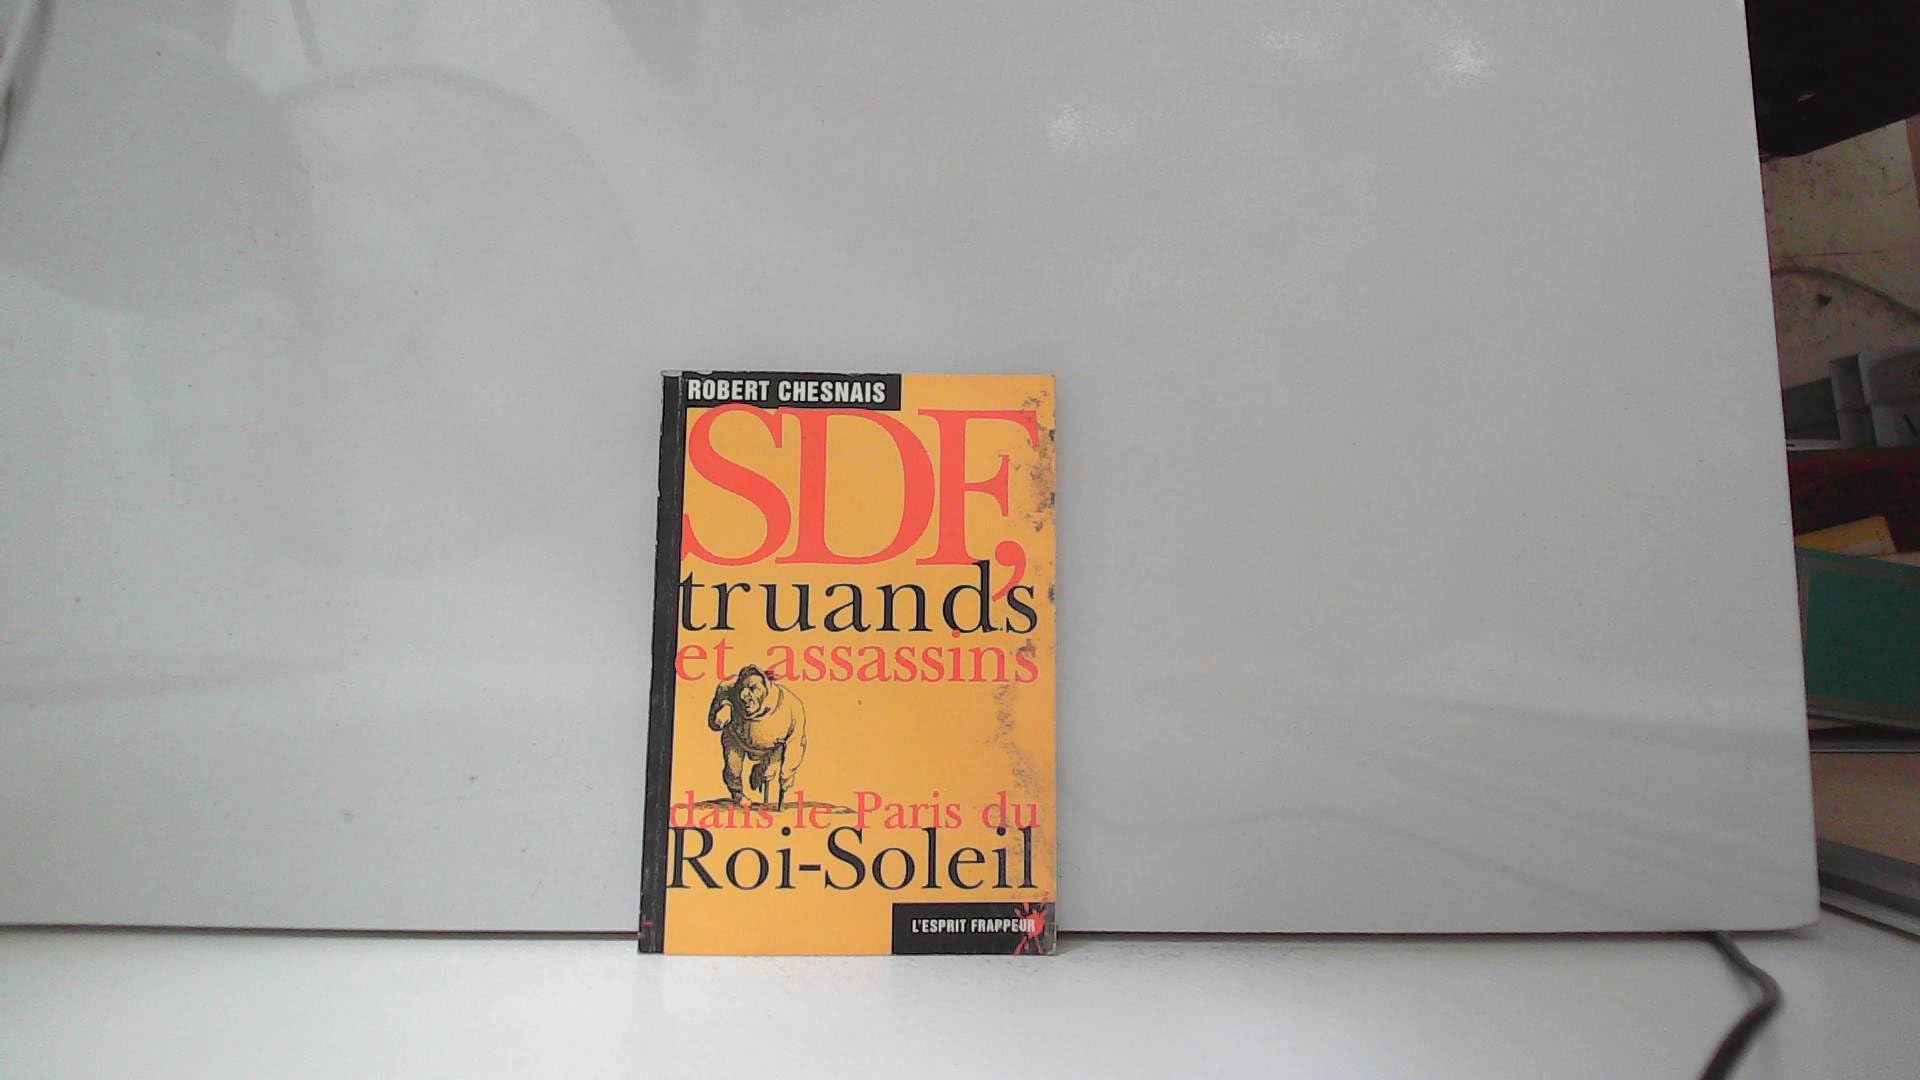 ROBERT CHESNAIS
SDF,
truands
et assassins
dans le Paris du
Roi-Soleil
L'ESPRIT FRAPPEUR